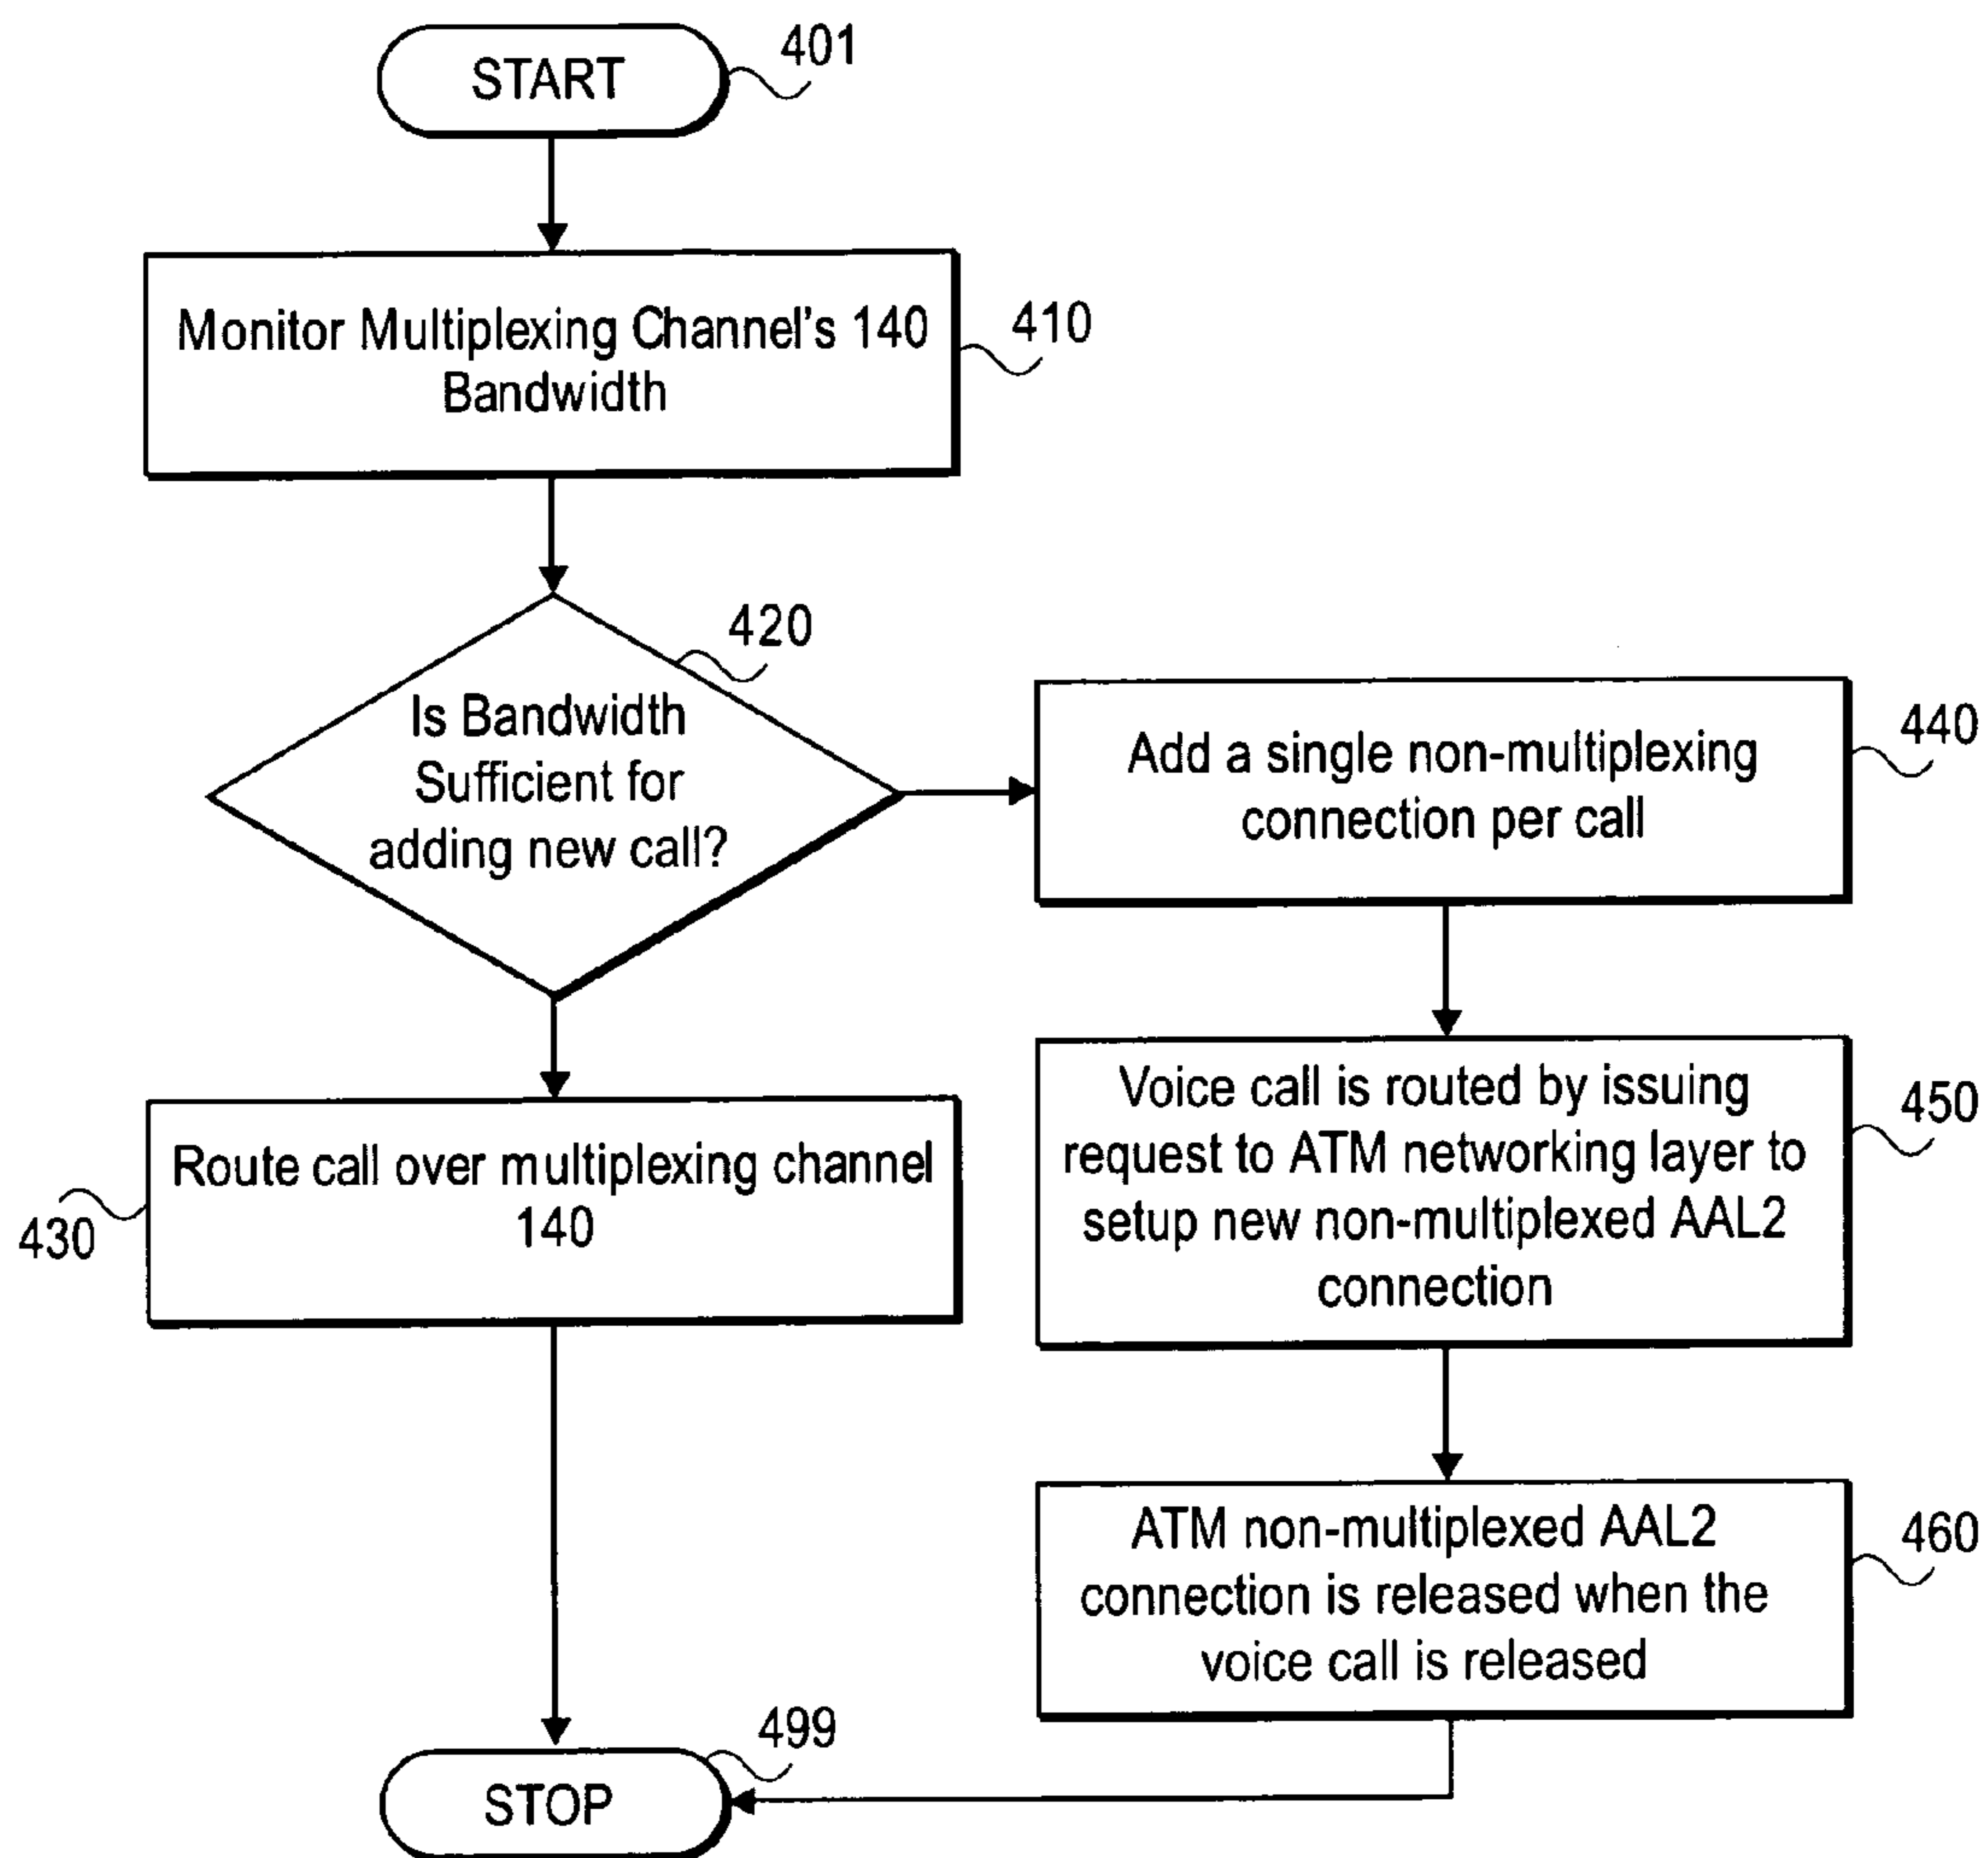 START
401
Monitor Multiplexing Channel's 140
Bandwidth
410
420
Is Bandwidth
Sufficient for
adding new call?
440
Add a single non-multiplexing
connection per call
Route call over multiplexing channel
140
430
Voice call is routed by issuing
request to ATM networking layer to
setup new non-multiplexed AAL2
connection
450
ATM non-multiplexed AAL2
connection is released when the
voice call is released
460
499
STOP